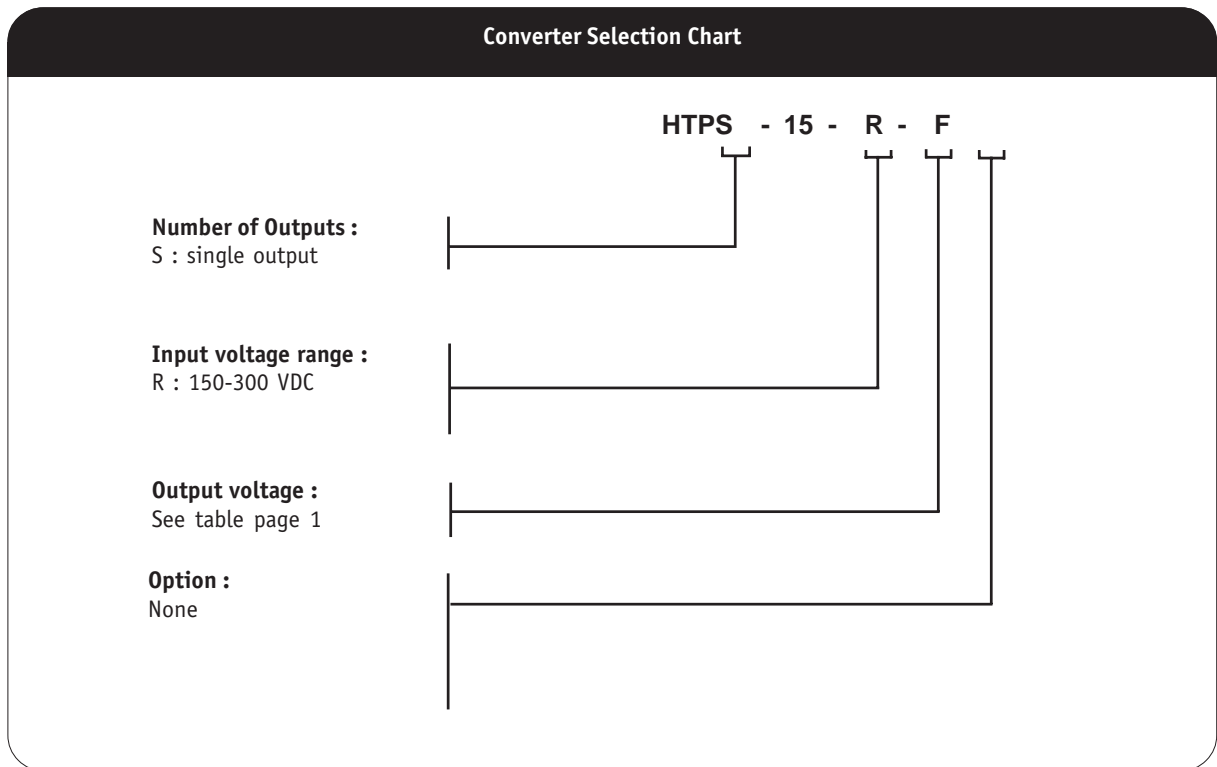 Converter Selection Chart
HTPS - 15 - R - F
Number of Outputs :
S : single output
Input voltage range :
R : 150-300 VDC
Output voltage :
See table page 1
Option :
None